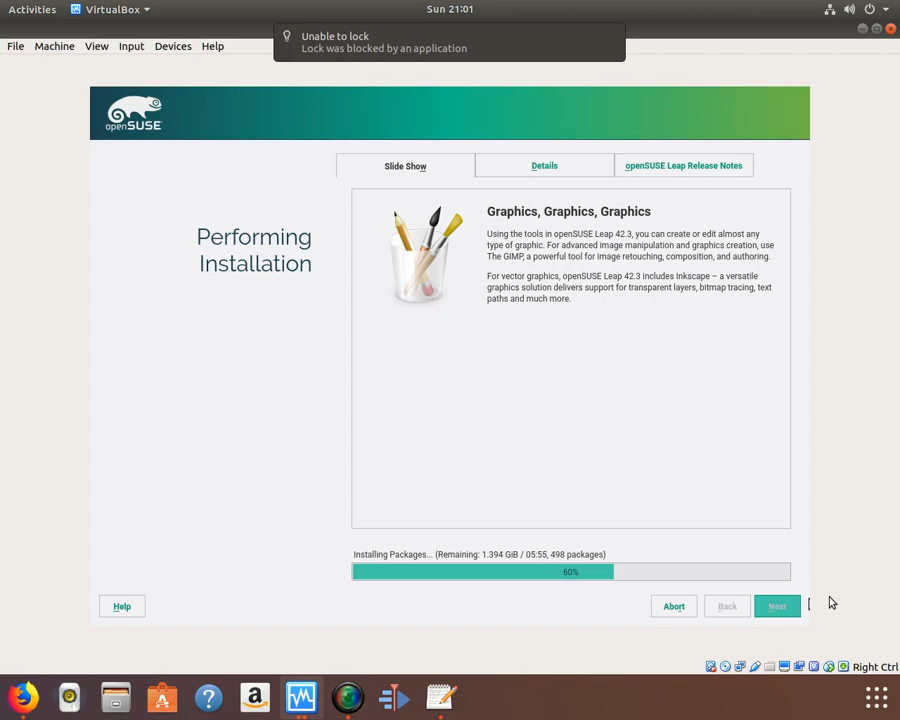 Activities VirtualBox Sun 21:01
Unable to lock
Lock was blocked by an application
File Machine View Input Devices Help
openSUSE
Slide Show Details openSUSE Leap Release Notes
Performing
Installation
Graphics, Graphics, Graphics
Using the tools in openSUSE Leap 42.3, you can create or edit almost any
type of graphic. For advanced image manipulation and graphics creation, use
The GIMP, a powerful tool for image retouching, composition, and authoring.
For vector graphics, openSUSE Leap 42.3 includes Inkscape – a versatile
graphics solution delivers support for transparent layers, bitmap tracing, text
paths and much more.
Installing Packages... (Remaining: 1.394 GiB / 05:55, 498 packages)
60%
Help Abort Back Next
Right Ctrl